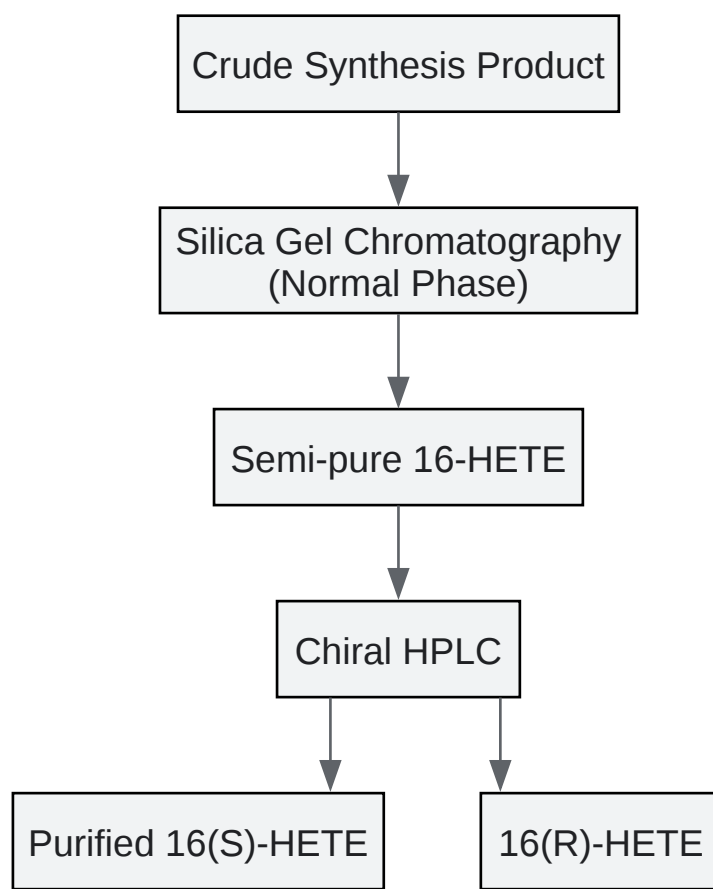 Crude Synthesis Product
Silica Gel Chromatography
(Normal Phase)
Semi-pure 16-HETE
Chiral HPLC
Purified 16(S)-HETE
16(R)-HETE